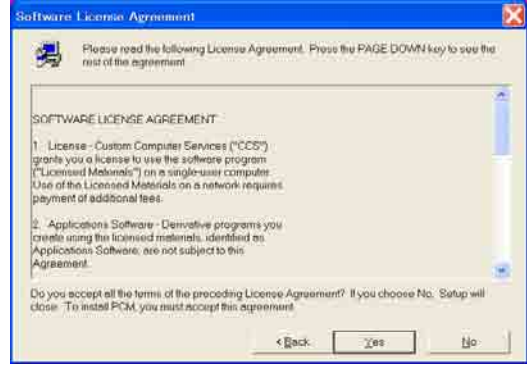 Software License Agreement
Please read the following License Agreement. Press the PAGE DOWN key to see the
rest of the agreement
SOFTWARE LICENSE AGREEMENT
1. License - Custom Computer Services ("CCS")
grants you a license to use the software program
("Licensed Materials") on a single-user computer.
Use of the Licensed Materials on a network requires
payment of additional fees.
2. Applications Software - Derivative programs you
create using the licensed materials, identified as
Applications Software, are not subject to this
Agreement.
Do you accept all the terms of the preceding License Agreement? If you choose No, Setup will
close. To install PCM, you must accept this agreement.
< Back
Yes
No